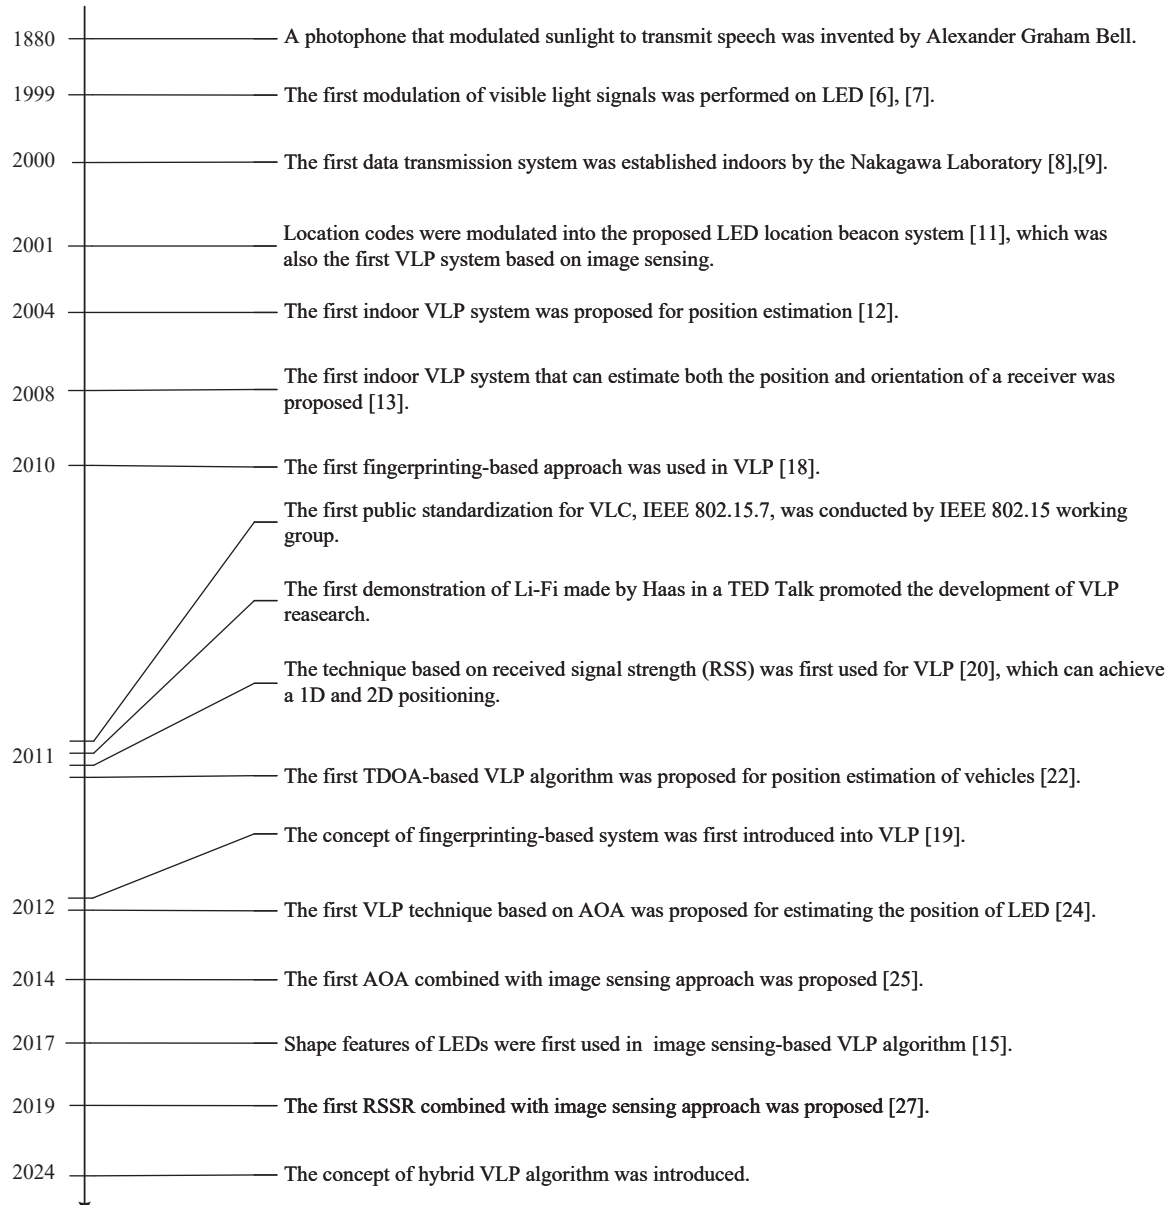 1880 A photophone that modulated sunlight to transmit speech was invented by Alexander Graham Bell.
1999 The first modulation of visible light signals was performed on LED [6], [7].
2000 The first data transmission system was established indoors by the Nakagawa Laboratory [8],[9].
2001 Location codes were modulated into the proposed LED location beacon system [11], which was
also the first VLP system based on image sensing.
2004 The first indoor VLP system was proposed for position estimation [12].
2008 The first indoor VLP system that can estimate both the position and orientation of a receiver was
proposed [13].
2010 The first fingerprinting-based approach was used in VLP [18].
The first public standardization for VLC, IEEE 802.15.7, was conducted by IEEE 802.15 working
group.
The first demonstration of Li-Fi made by Haas in a TED Talk promoted the development of VLP
reasearch.
The technique based on received signal strength (RSS) was first used for VLP [20], which can achieve
a 1D and 2D positioning.
2011
The first TDOA-based VLP algorithm was proposed for position estimation of vehicles [22].
The concept of fingerprinting-based system was first introduced into VLP [19].
2012 The first VLP technique based on AOA was proposed for estimating the position of LED [24].
2014 The first AOA combined with image sensing approach was proposed [25].
2017 Shape features of LEDs were first used in image sensing-based VLP algorithm [15].
2019 The first RSSR combined with image sensing approach was proposed [27].
2024 The concept of hybrid VLP algorithm was introduced.